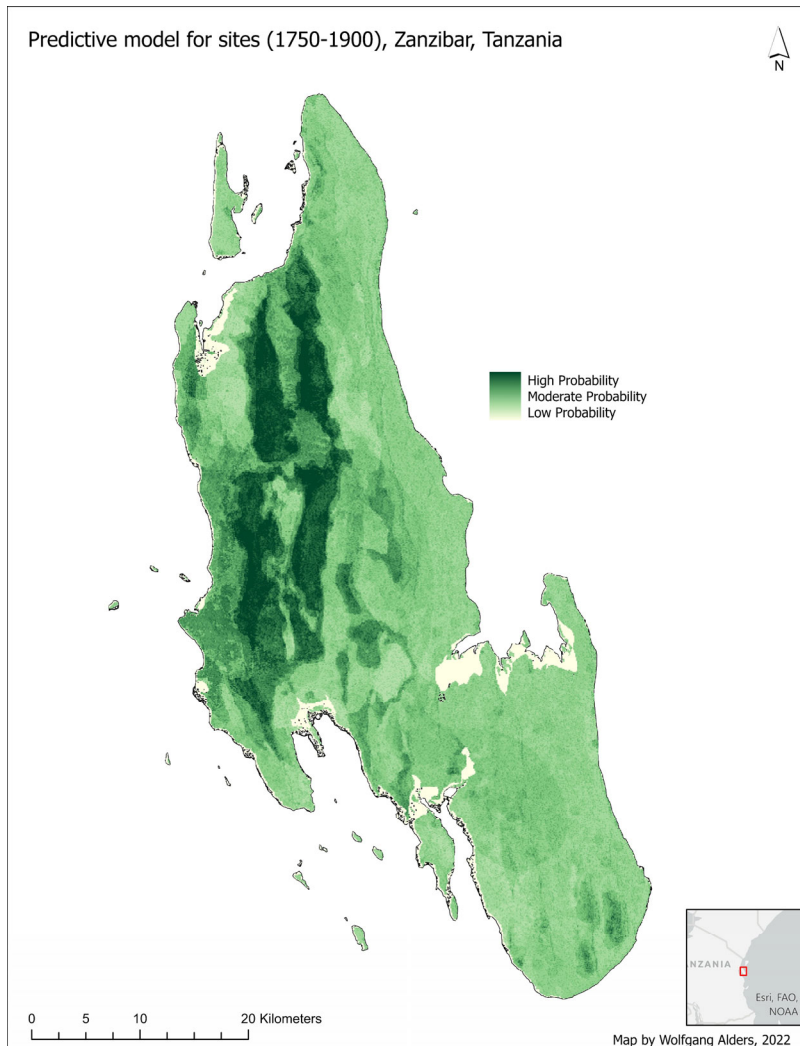 Predictive model for sites (1750-1900), Zanzibar, Tanzania
N
High Probability
Moderate Probability
Low Probability
NZANIA
Esri, FAO,
NOAA
0 5 10 20 Kilometers
Map by Wolfgang Alders, 2022